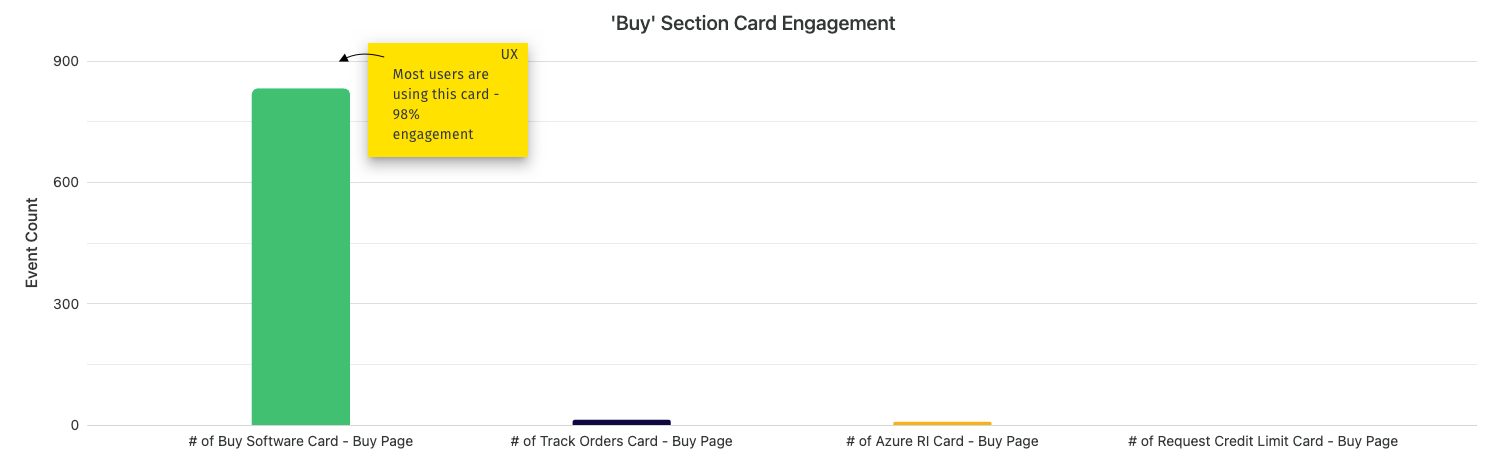 'Buy' Section Card Engagement
UX
Most users are
using this card -
98%
engagement
Event Count
900
600
300
0
# of Buy Software Card - Buy Page
# of Track Orders Card - Buy Page
# of Azure RI Card - Buy Page
# of Request Credit Limit Card - Buy Page